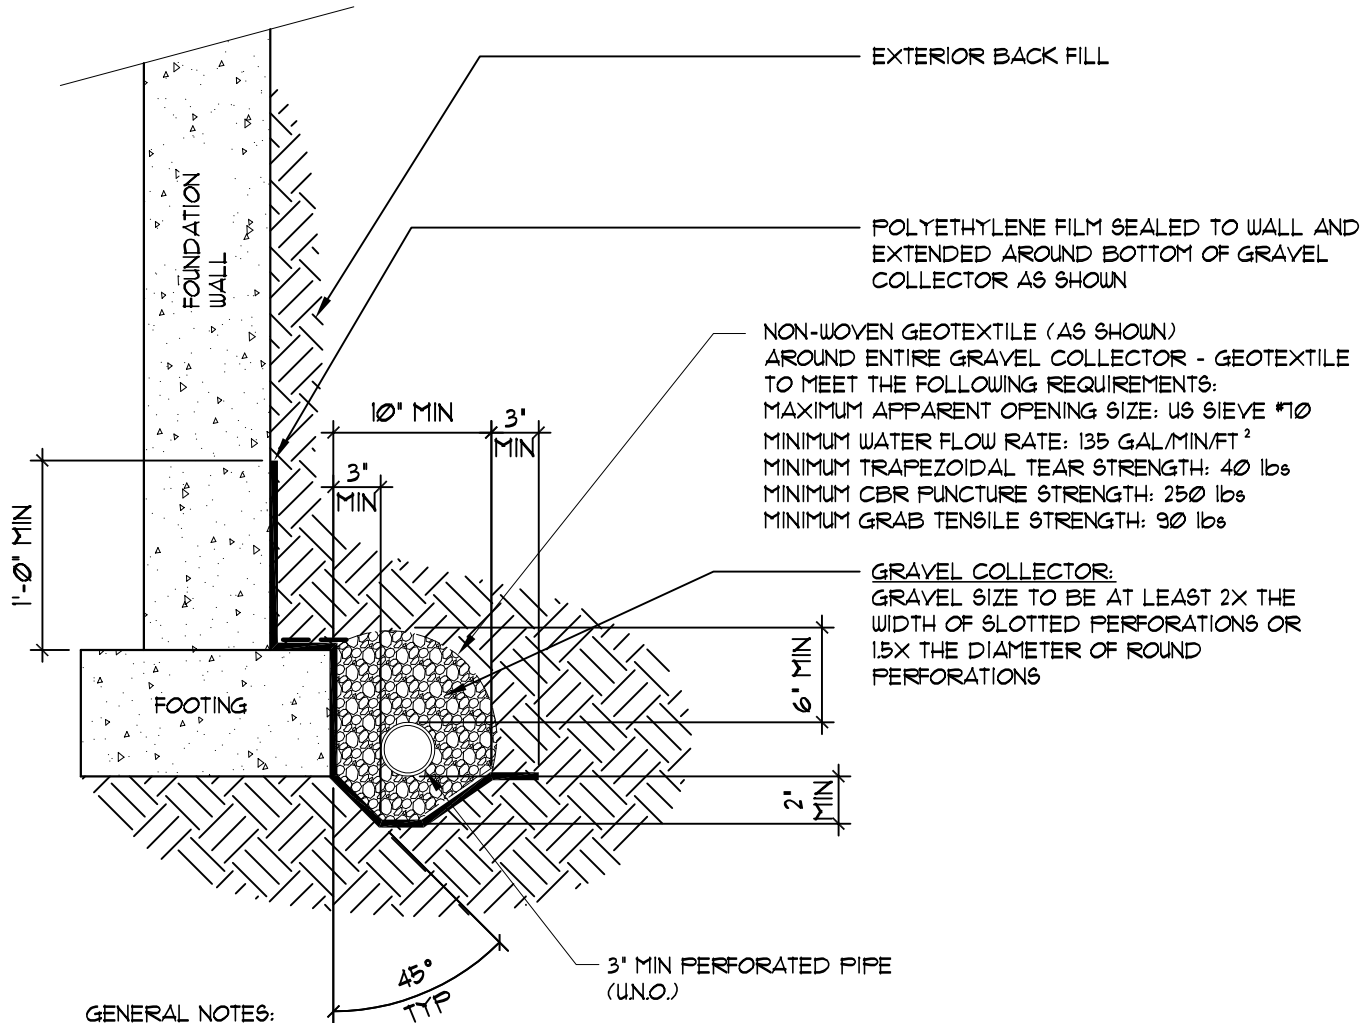 EXTERIOR BACK FILL
POLYETHYLENE FILM SEALED TO WALL AND
EXTENDED AROUND BOTTOM OF GRAVEL
COLLECTOR AS SHOWN
FOUNDATION
WALL
NON-WOVEN GEOTEXTILE (AS SHOWN)
AROUND ENTIRE GRAVEL COLLECTOR - GEOTEXTILE
TO MEET THE FOLLOWING REQUIREMENTS:
MAXIMUM APPARENT OPENING SIZE: US SIEVE #70
MINIMUM WATER FLOW RATE: 135 GAL/MIN/FT²
MINIMUM TRAPEZOIDAL TEAR STRENGTH: 40 lbs
MINIMUM CBR PUNCTURE STRENGTH: 250 lbs
MINIMUM GRAB TENSILE STRENGTH: 90 lbs
10" MIN
3"
MIN
3"
MIN
1'-0" MIN
GRAVEL COLLECTOR:
GRAVEL SIZE TO BE AT LEAST 2X THE
WIDTH OF SLOTTED PERFORATIONS OR
1.5X THE DIAMETER OF ROUND
PERFORATIONS
6" MIN
FOOTING
2"
MIN
3" MIN PERFORATED PIPE
(U.N.O.)
45°
TYP
GENERAL NOTES: